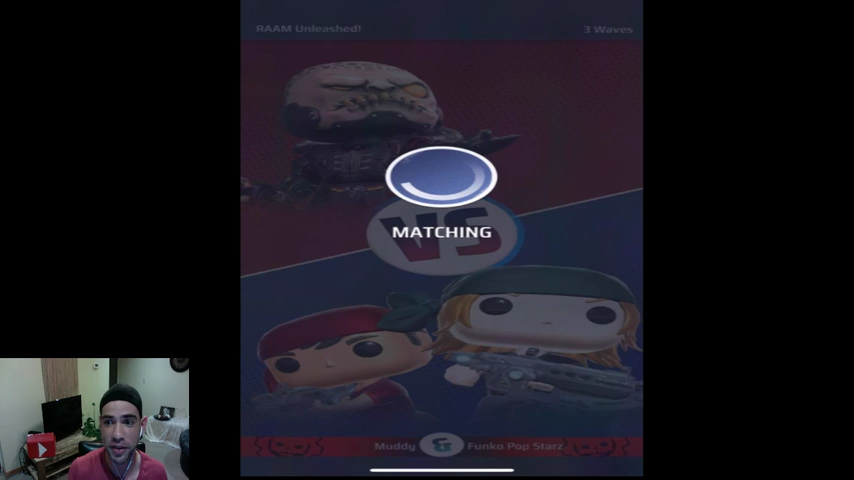 RAAM Unleashed!
3 Waves
VS
MATCHING
Muddy & Funko Pop Starz